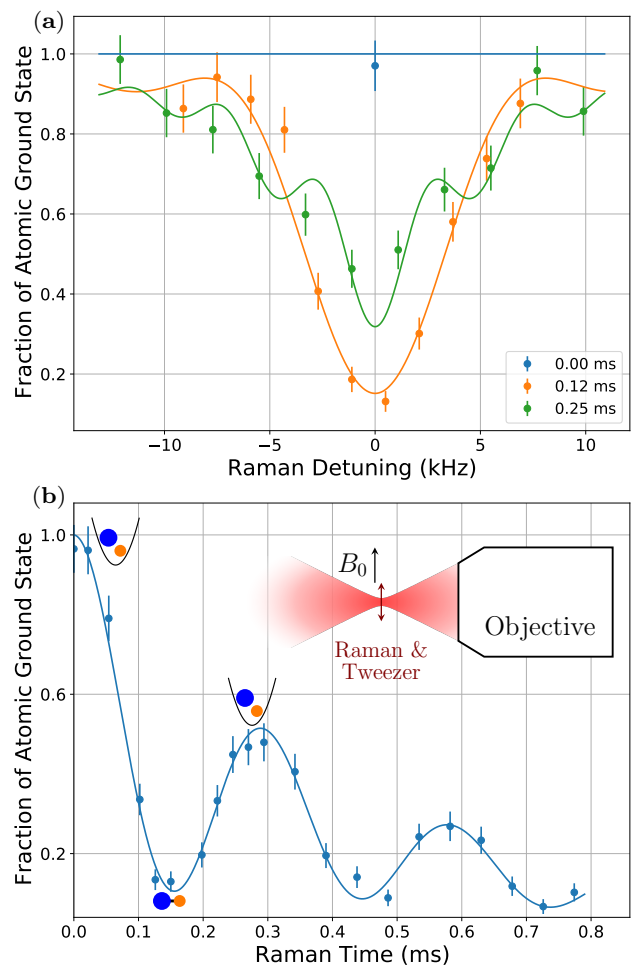 (a)
1.0
0.8
0.6
0.4
0.2
Fraction of Atomic Ground State
0.00 ms
0.12 ms
0.25 ms
−10 −5 0 5 10
Raman Detuning (kHz)
(b)
1.0
0.6
0.2
Fraction of Atomic Ground State
B₀
Objective
Raman &
Tweezer
0.0 0.1 0.2 0.3 0.4 0.5 0.6 0.7 0.8
Raman Time (ms)